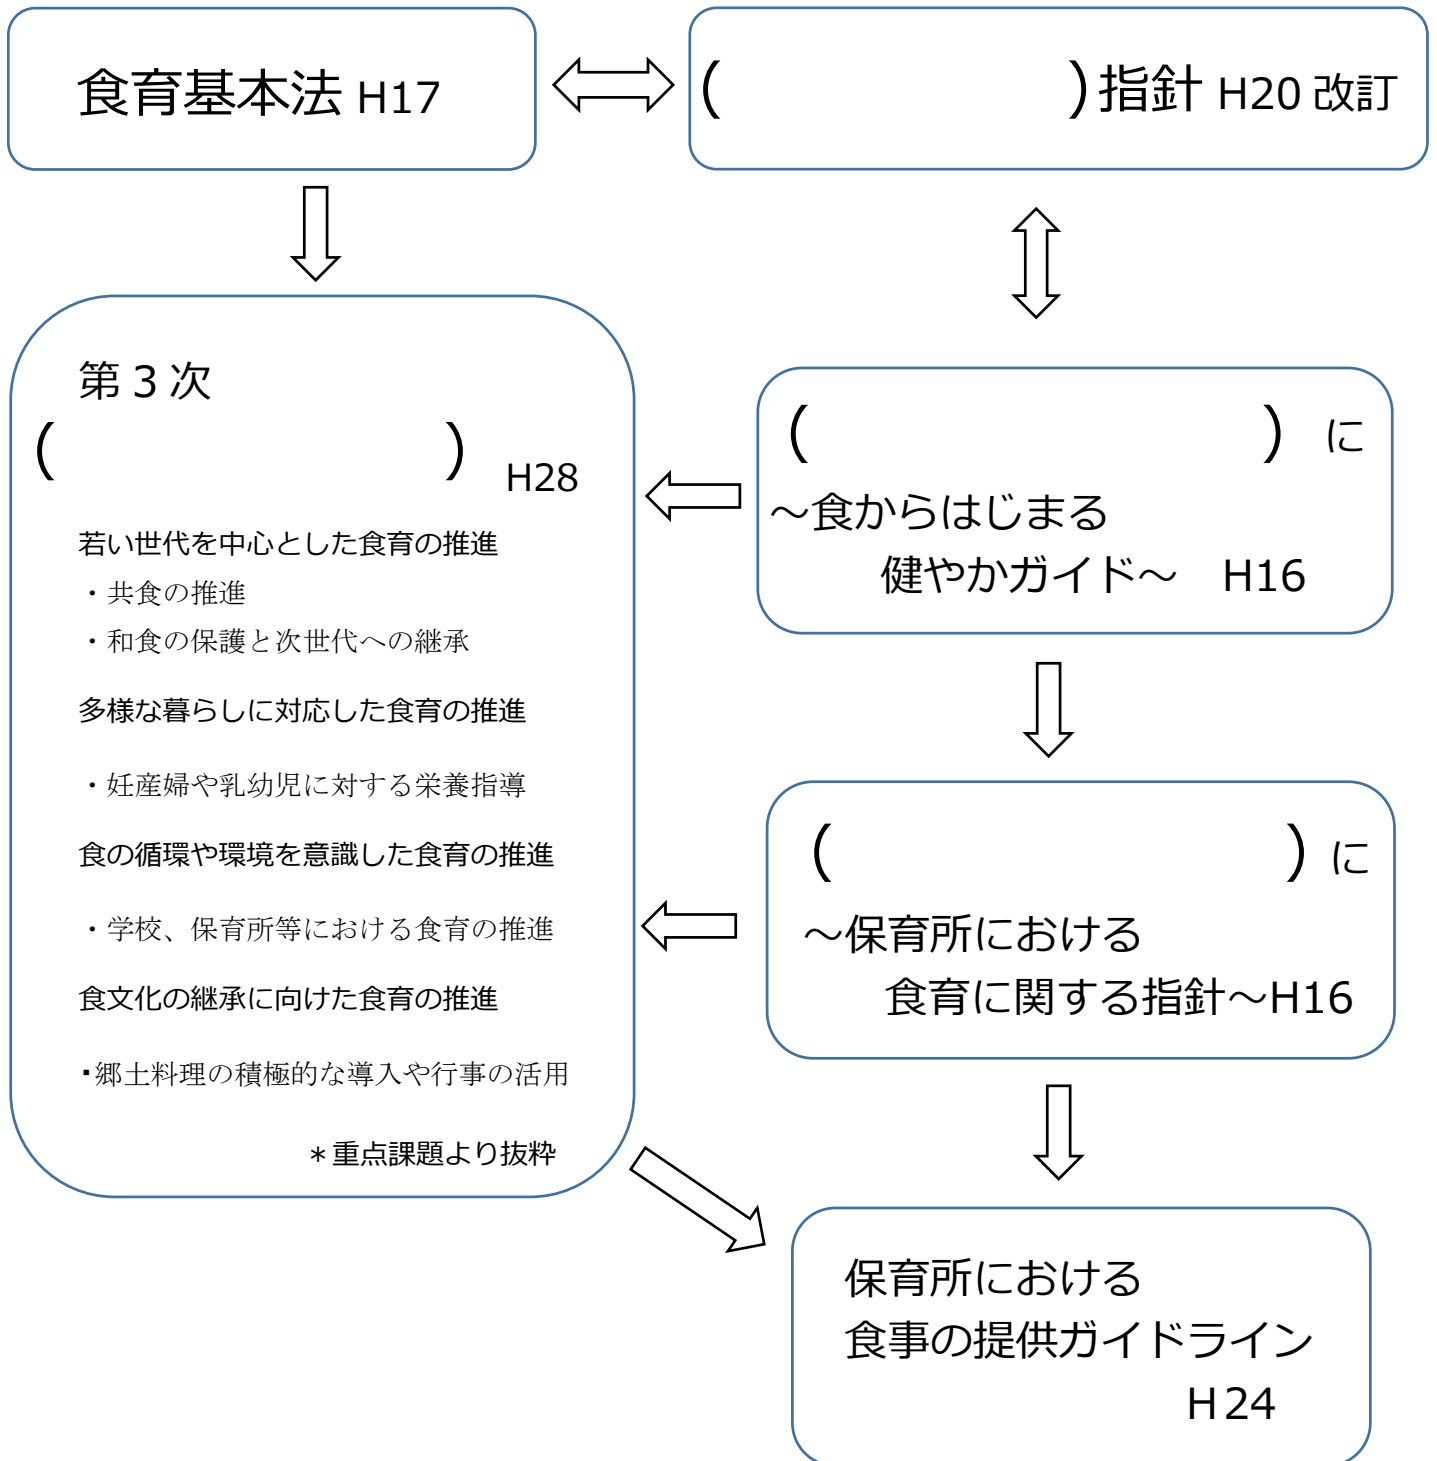 食育基本法 H17
(　　　　　　　　)指針 H20 改訂
第 3 次
(　　　　　　　　　) H28
若い世代を中心とした食育の推進
・共食の推進
・和食の保護と次世代への継承
多様な暮らしに対応した食育の推進
・妊産婦や乳幼児に対する栄養指導
食の循環や環境を意識した食育の推進
・学校、保育所等における食育の推進
食文化の継承に向けた食育の推進
・郷土料理の積極的な導入や行事の活用
＊重点課題より抜粋
(　　　　　　　　　　) に
～食からはじまる
健やかガイド～　H16
(　　　　　　　　　　) に
～保育所における
食育に関する指針～H16
保育所における
食事の提供ガイドライン
H24